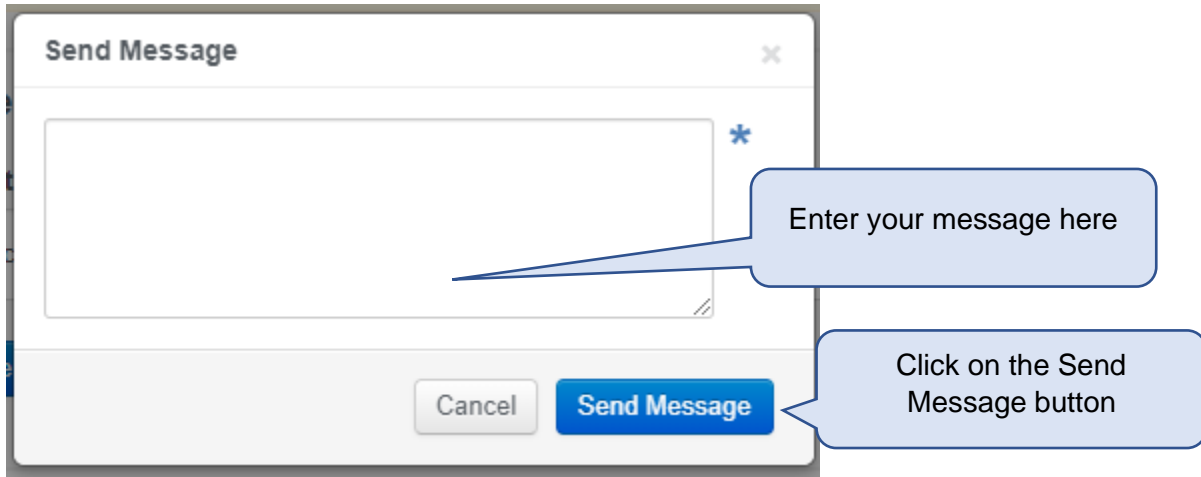 Send Message
*
Enter your message here
Click on the Send
Message button
Cancel
Send Message